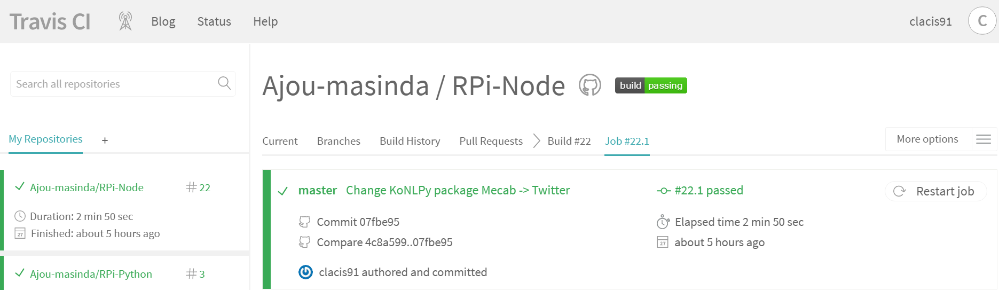 Travis CI Blog Status Help clacis91 C
Search all repositories
Ajou-masinda / RPi-Node build passing
My Repositories +
Current Branches Build History Pull Requests Build #22 Job #22.1 More options
Ajou-masinda/RPi-Node # 22
Duration: 2 min 50 sec
27 Finished: about 5 hours ago
Ajou-masinda/RPi-Python # 3
master Change KoNLPy package Mecab -> Twitter #22.1 passed Restart job
Commit 07fbe95 Elapsed time 2 min 50 sec
Compare 4c8a599..07fbe95 27 about 5 hours ago
clacis91 authored and committed